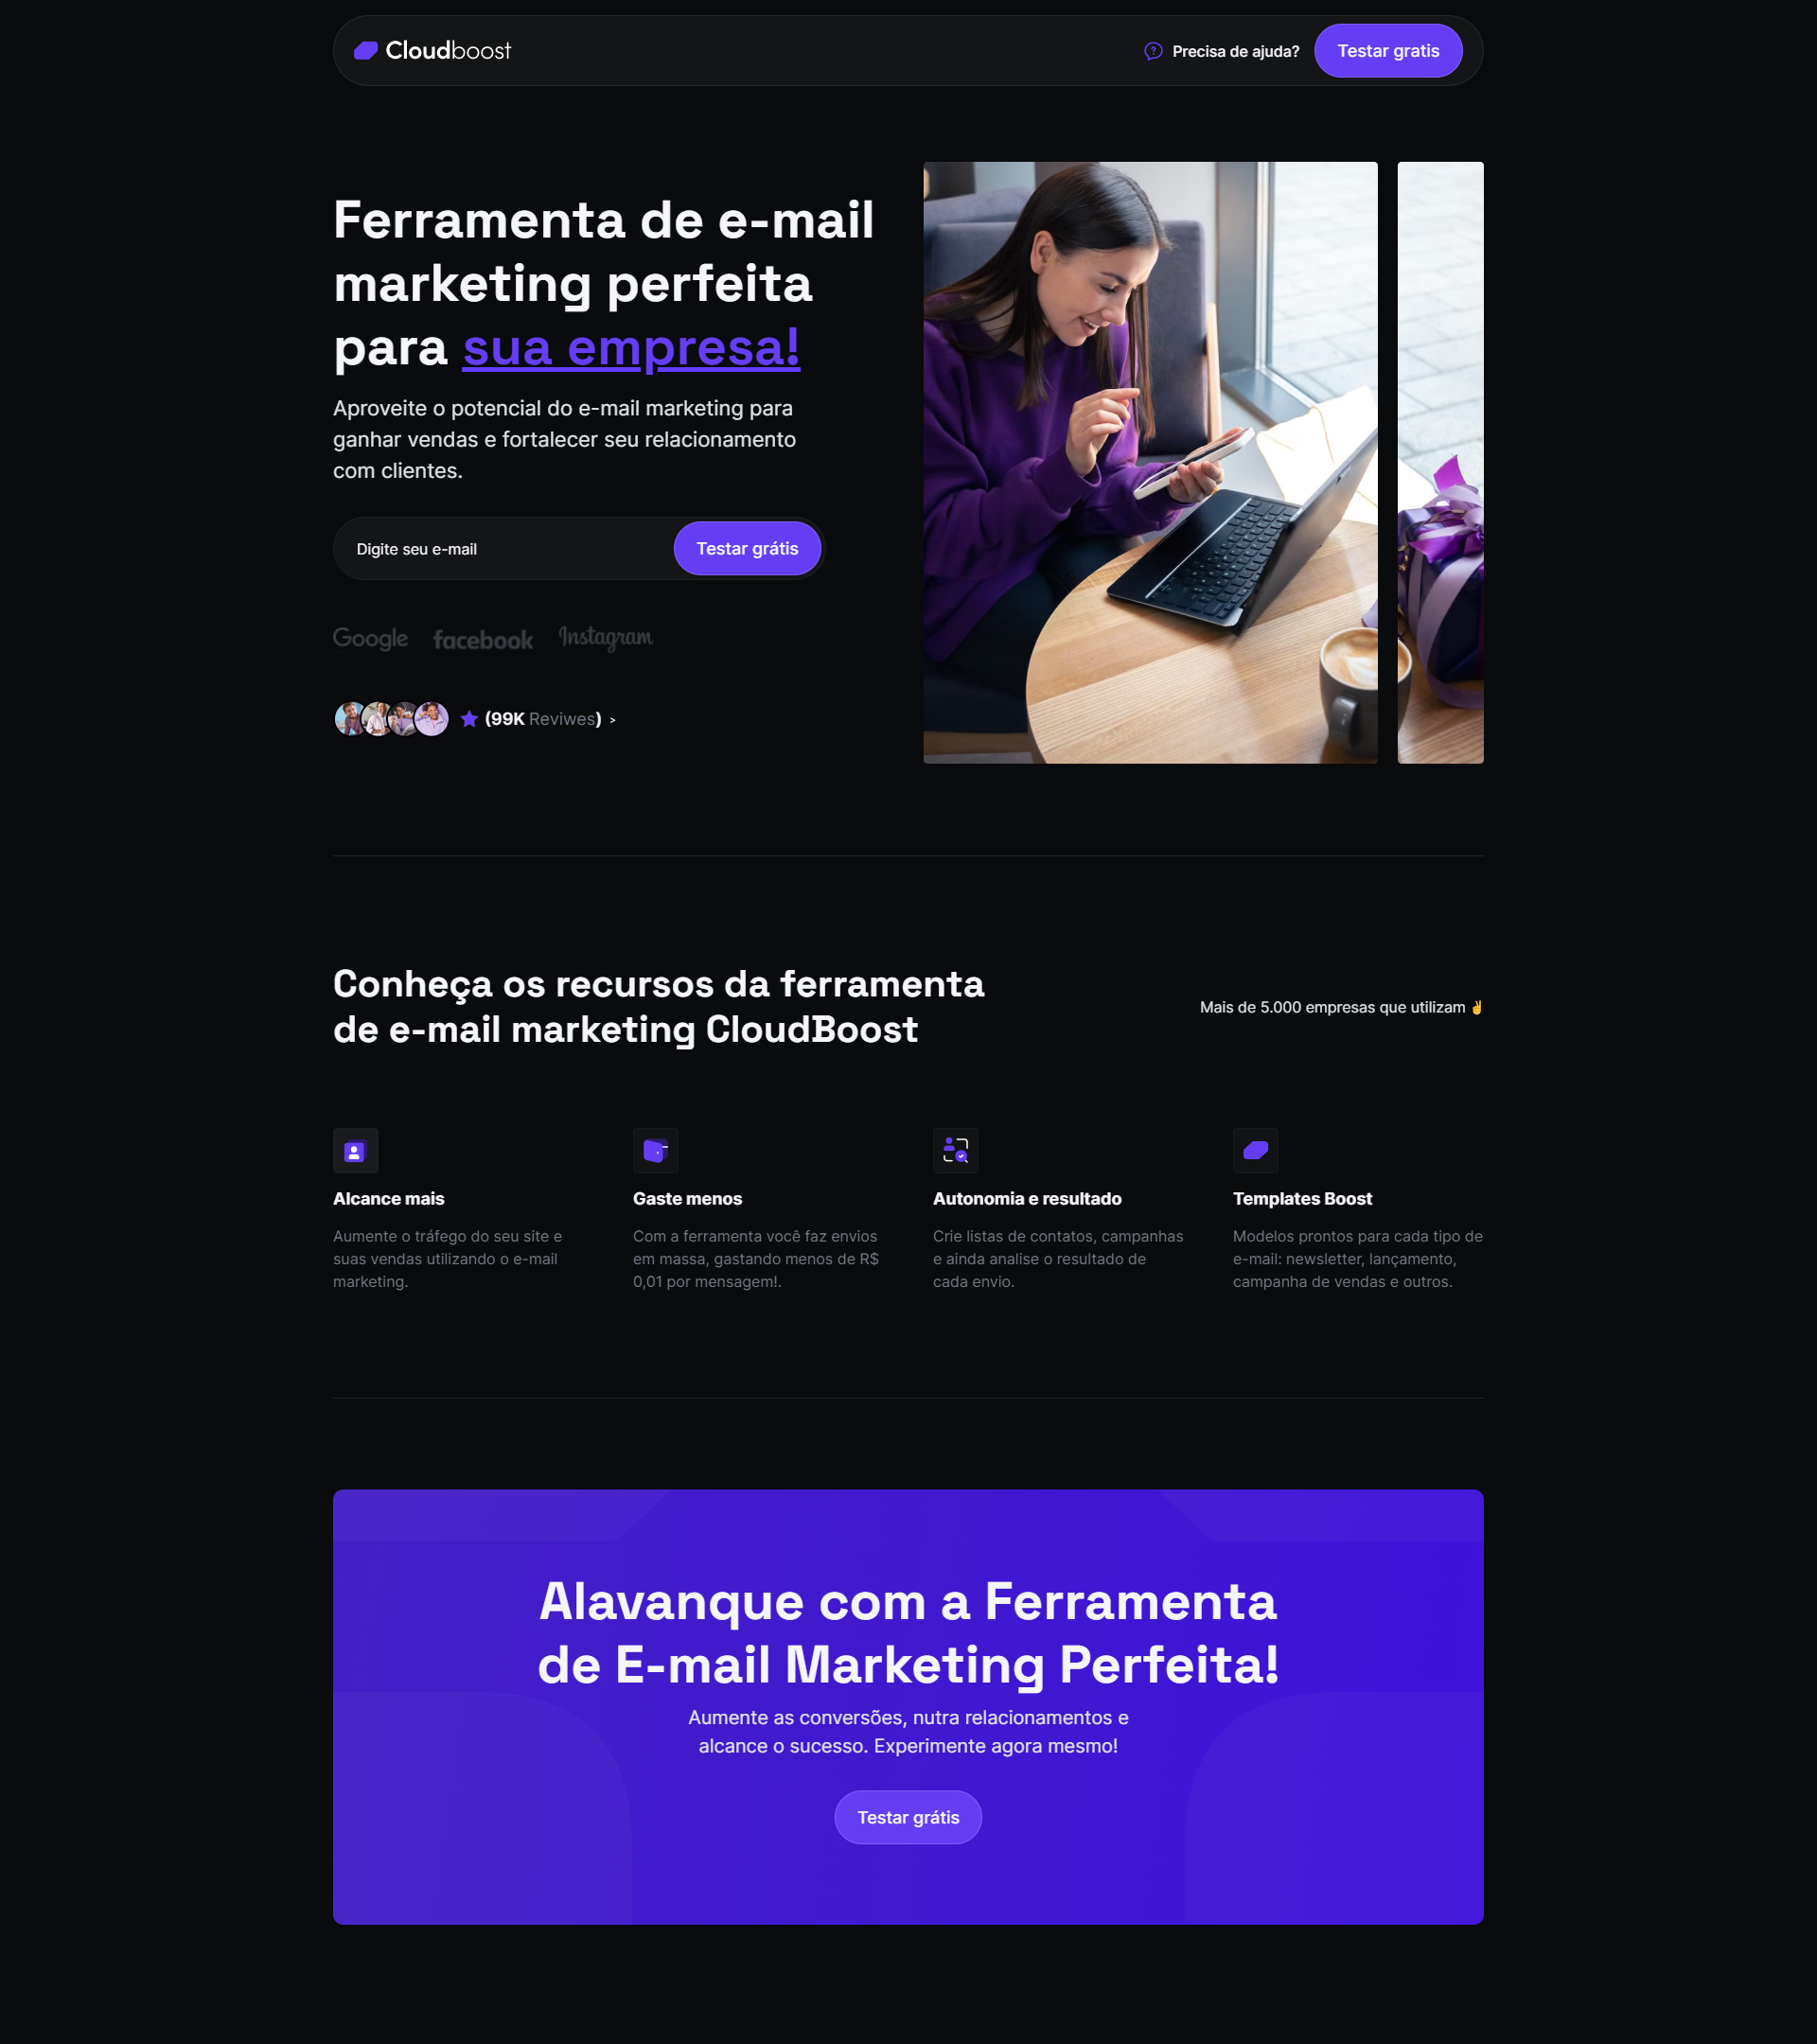 Cloudboost
Precisa de ajuda?
Testar gratis
Ferramenta de e-mail
marketing perfeita
para sua empresa!
Aproveite o potencial do e-mail marketing para
ganhar vendas e fortalecer seu relacionamento
com clientes.
Digite seu e-mail
Testar grátis
Google
facebook
Instagram
(99K Reviwes) >
Conheça os recursos da ferramenta
de e-mail marketing CloudBoost
Mais de 5.000 empresas que utilizam ✌
Alcance mais
Aumente o tráfego do seu site e
suas vendas utilizando o e-mail
marketing.
Gaste menos
Com a ferramenta você faz envios
em massa, gastando menos de R$
0,01 por mensagem!.
Autonomia e resultado
Crie listas de contatos, campanhas
e ainda analise o resultado de
cada envio.
Templates Boost
Modelos prontos para cada tipo de
e-mail: newsletter, lançamento,
campanha de vendas e outros.
Alavanque com a Ferramenta
de E-mail Marketing Perfeita!
Aumente as conversões, nutra relacionamentos e
alcance o sucesso. Experimente agora mesmo!
Testar grátis